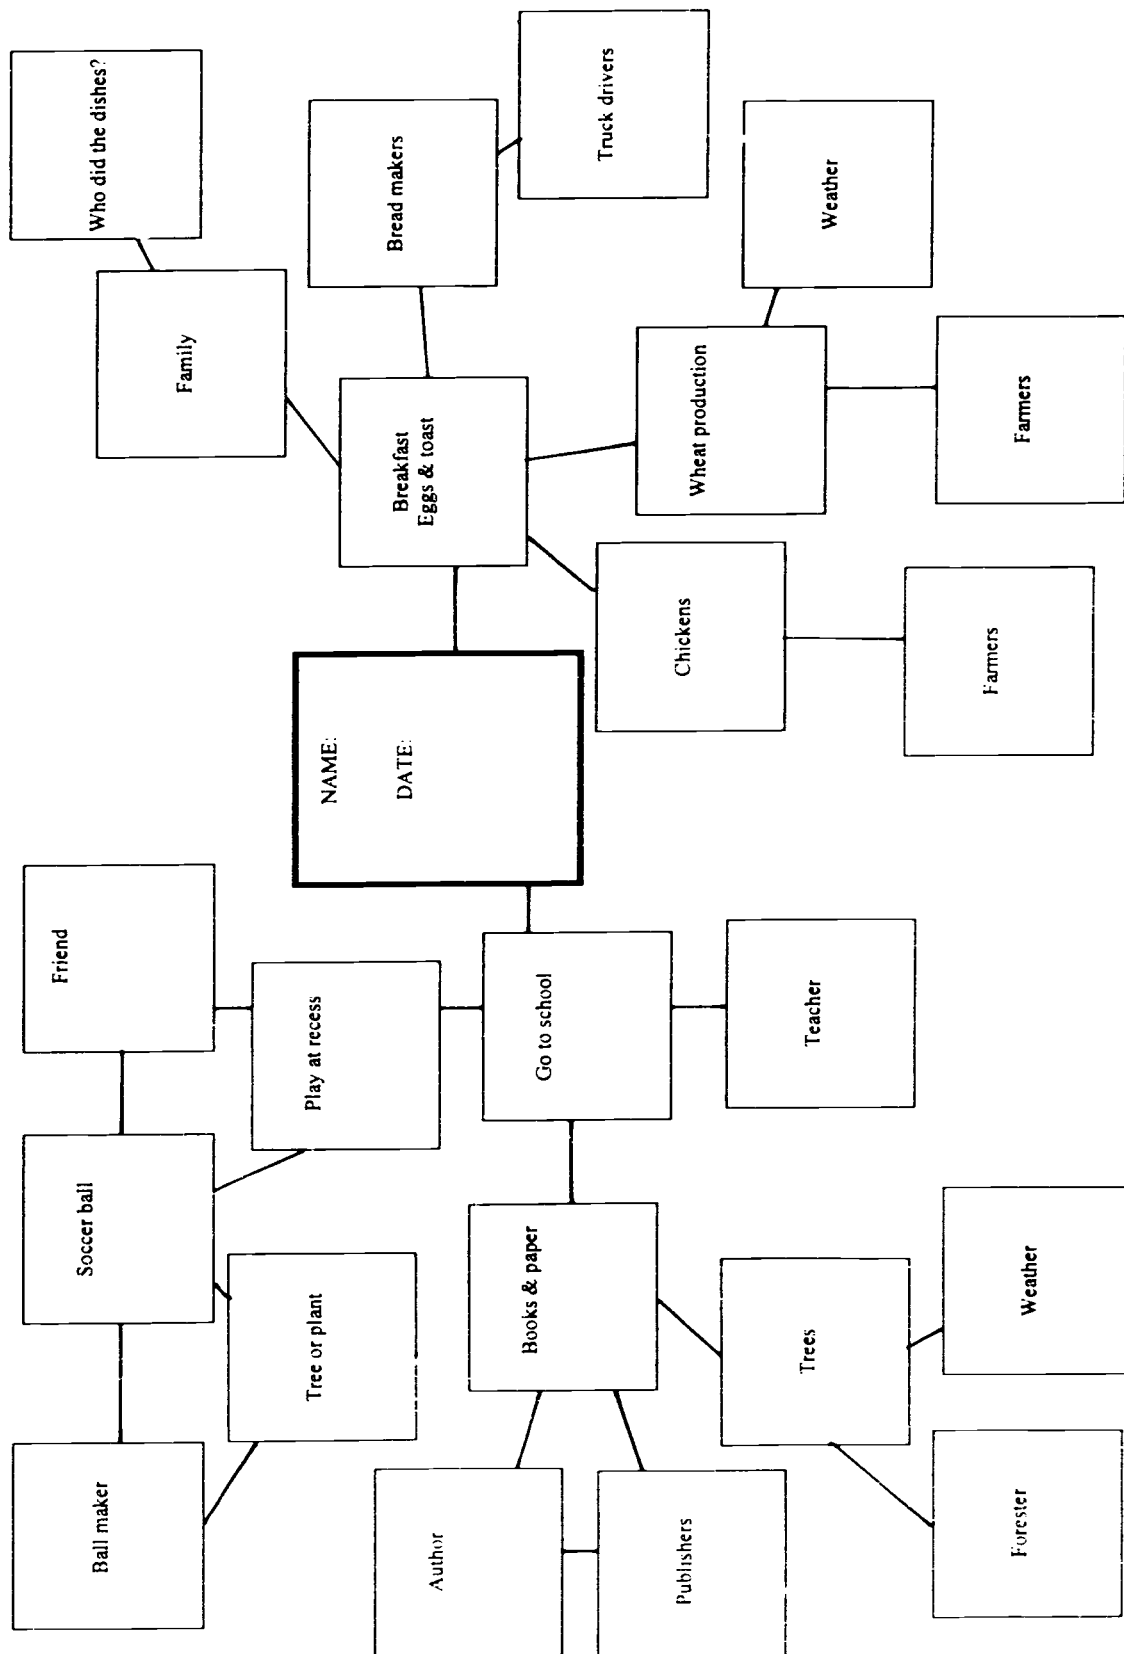 Ball maker
Soccer ball
Friend
Who did the dishes?
Family
Tree or plant
Play at recess
NAME:
DATE:
Breakfast
Eggs & toast
Bread makers
Author
Books & paper
Go to school
Truck drivers
Publishers
Chickens
Wheat production
Trees
Teacher
Weather
Forester
Weather
Farmers
Farmers